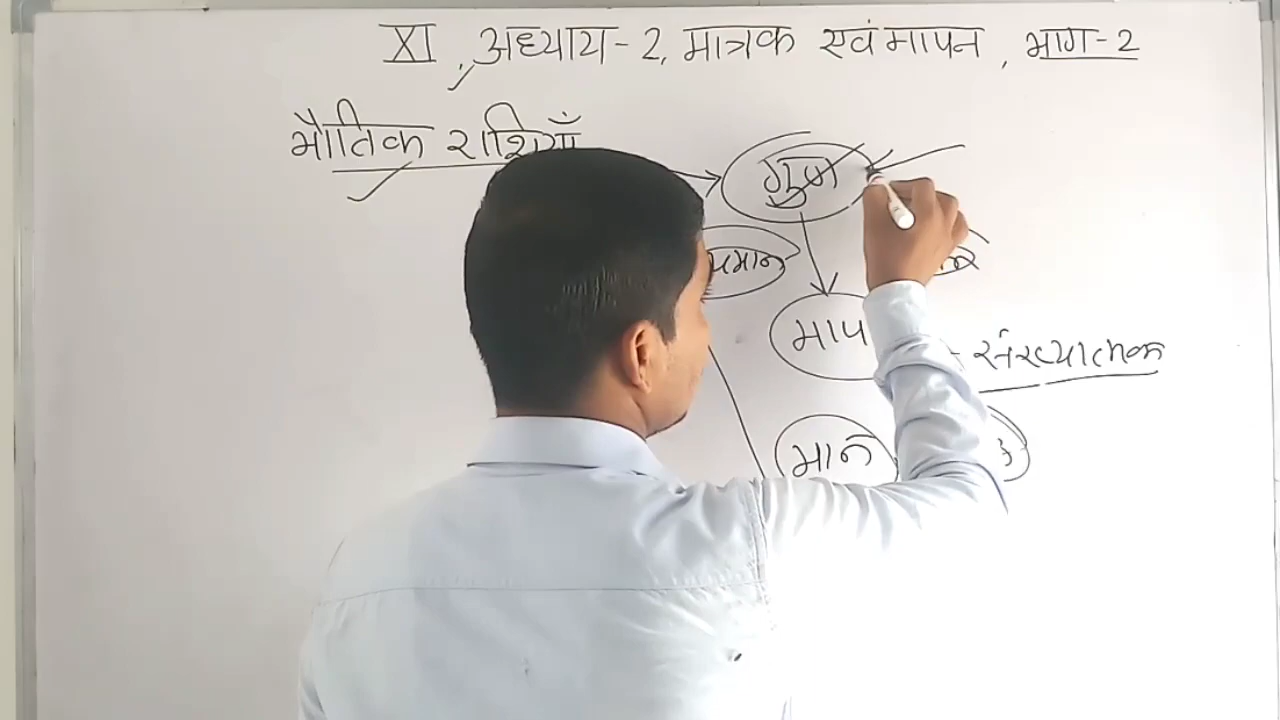 XI, अध्याय-2, मात्रक एवं मापन, भाग-2
भौतिक राशियाँ
गुण
माप
संख्यात्मक
मान